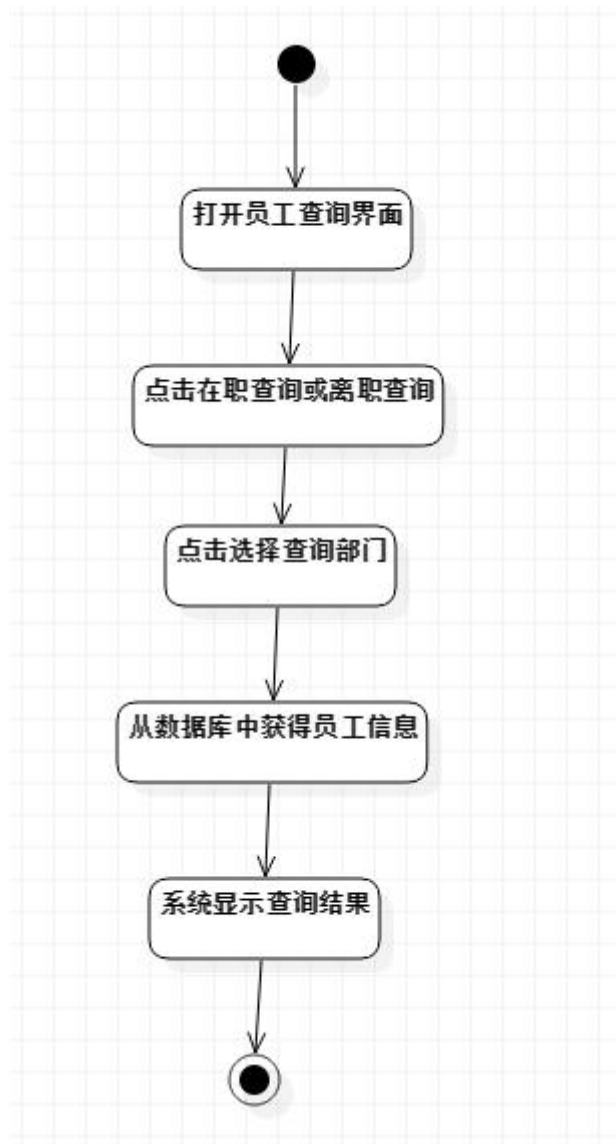 打开员工查询界面
点击在职查询或离职查询
点击选择查询部门
从数据库中获得员工信息
系统显示查询结果